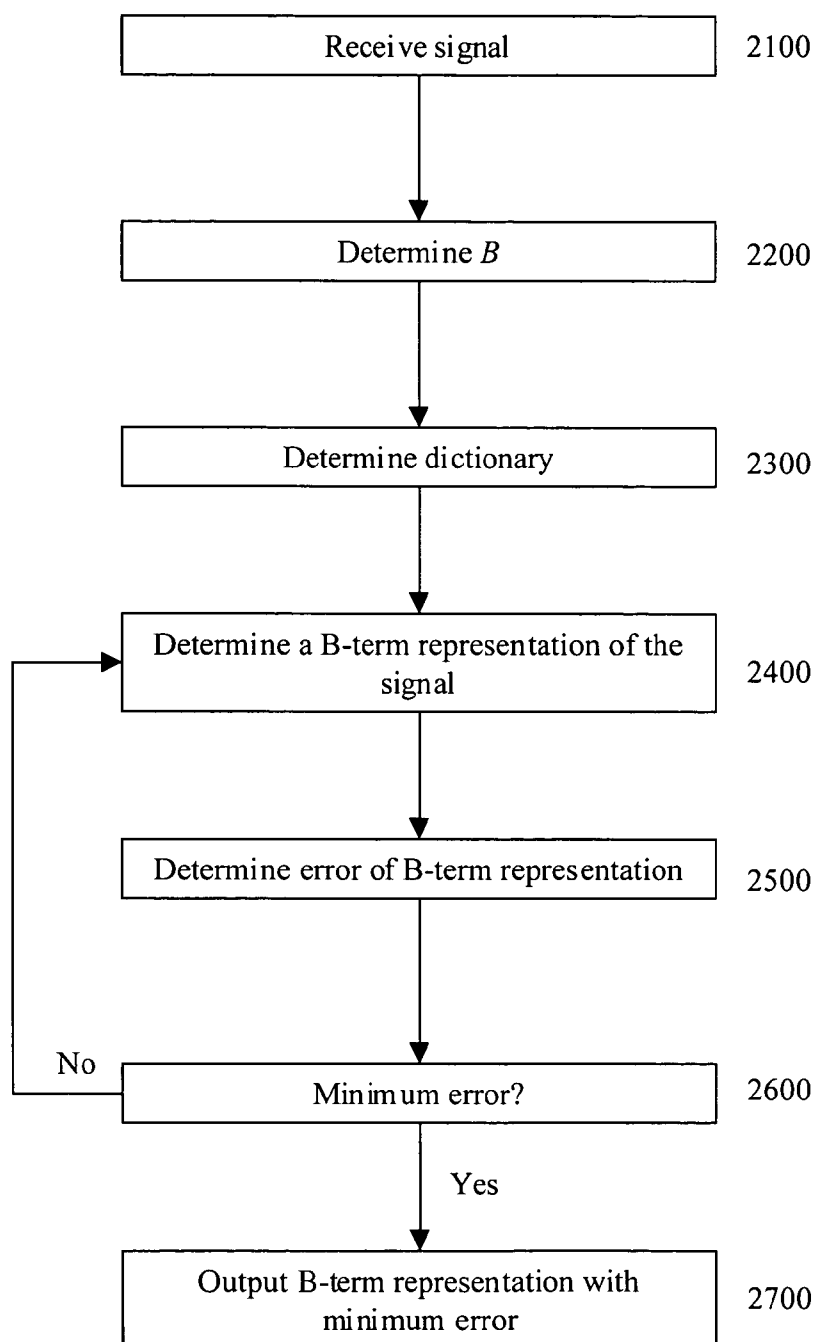 Receive signal 2100
Determine B 2200
Determine dictionary 2300
Determine a B-term representation of the
signal 2400
Determine error of B-term representation 2500
No
Minimum error? 2600
Yes
Output B-term representation with
minimum error 2700